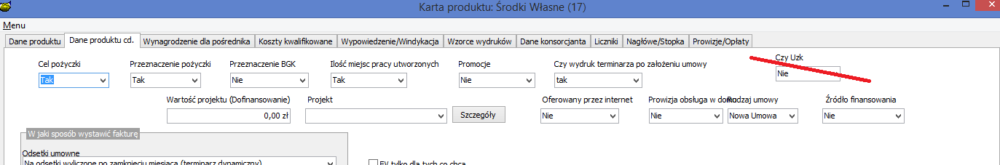 Karta produktu: Środki Własne (17)
Menu
Dane produktu Dane produktu cd. Wynagrodzenie dla pośrednika Koszty kwalifikowane Wypowiedzenie/Windykacja Wzorce wydruków Dane konsorcjanta Liczniki Nagłówe/Stopka Prowizje/Opłaty
Cel pożyczki Przeznaczenie pożyczki Przeznaczenie BGK Ilość miejsc pracy utworzonych Promocje Czy wydruk terminarza po założeniu umowy Czy Uzk
Tak Tak Nie Tak Nie tak Nie
Wartość projektu (Dofinansowanie) Projekt Oferowany przez internet Prowizja obsługa w domu Rodzaj umowy Źródło finansowania
0,00 zł Szczegóły Nie Nie Nowa Umowa Nie
W jaki sposób wystawić fakturę
Odsetki umowne
Na odsetki wyliczone po zamknięciu miesiąca (terminarz dynamiczny) FV tylko dla tych co chcą